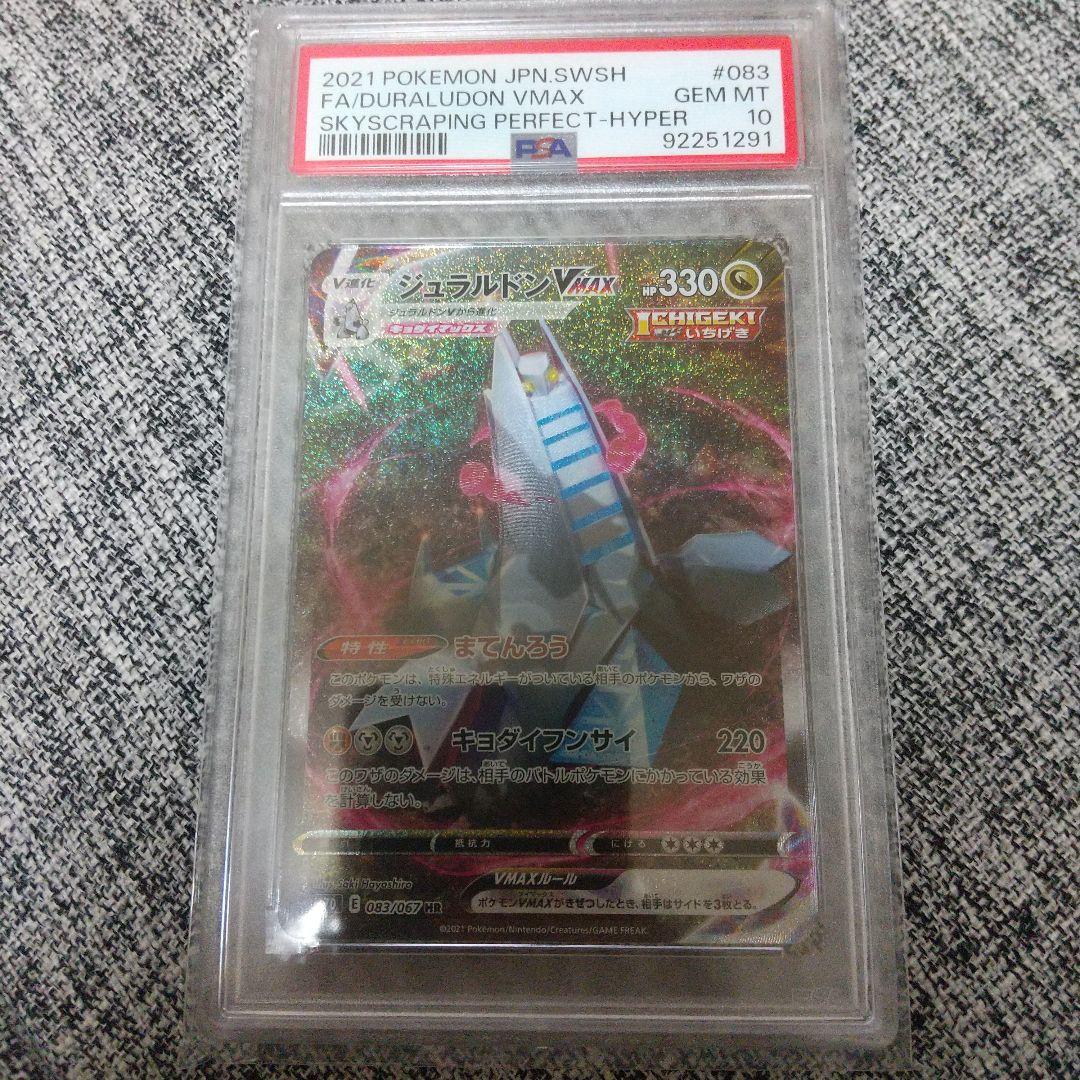 2021 POKEMON JPN.SWSH #083
FA/DURALUDON VMAX GEM MT
SKYSCRAPING PERFECT-HYPER 10
92251291
PSA
V進化 ジュラルドンVMAX HP330
ジュラルドンVから進化
キョダイマックス
ICHIGEKI
いちげき
特性 まてんろう
このポケモンは、特殊エネルギーがついている相手のポケモンから、ワザの
ダメージを受けない。
キョダイフンサイ 220
このワザのダメージは、相手のバトルポケモンにかかっている効果
を計算しない。
抵抗力 にげる
VMAXルール
ポケモンVMAXがきぜつしたとき、相手はサイドを3枚とる。
Saki Hayashiro
E 083/067 HR
©2021 Pokémon/Nintendo/Creatures/GAME FREAK.